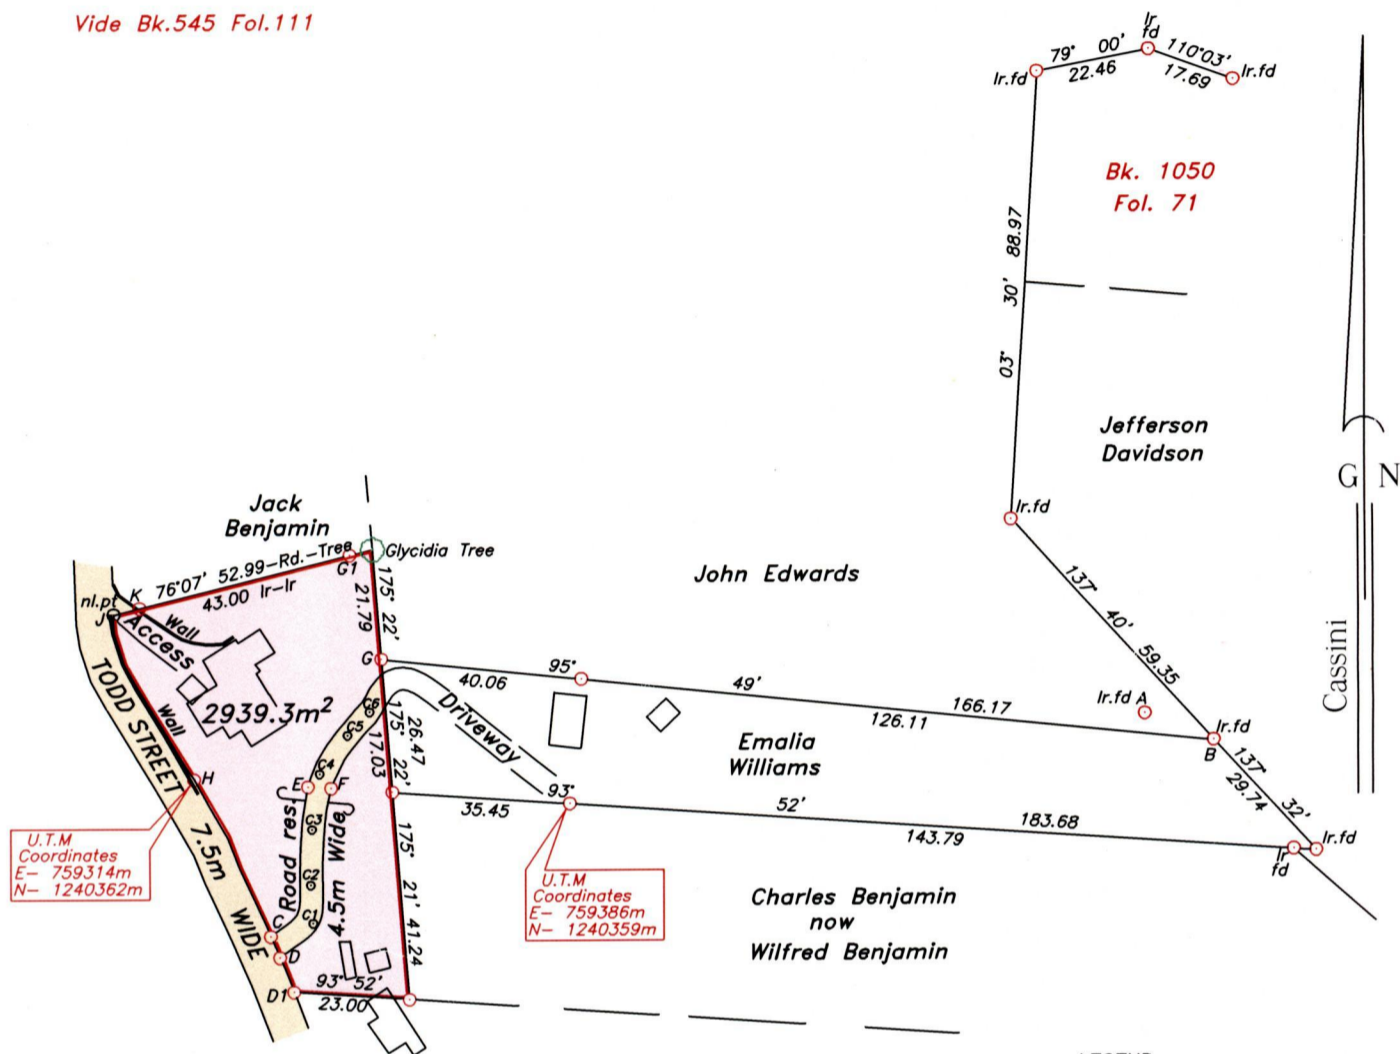 Vide Bk.545 Fol.111
Ir
fd
79° 00'
22.46
110°03'
17.69
Ir.fd
Ir.fd
Bk. 1050
Fol. 71
03° 30' 88.97
Jefferson
Davidson
G N
Cassini
Ir.fd
Jack
Benjamin
Glycidia Tree
76°07' 52.99-Rd.-Tree
43.00 Ir-Ir
G1
K
nl.pt
J
Wall
Access
175° 22'
21.79
John Edwards
137° 40' 59.35
G
40.06
95° 49'
126.11
166.17
Ir.fd A
Ir.fd
B
TODD STREET 7.5m WIDE
Wall
2939.3m²
C6
C5
C4
175° 22'
17.03
26.47
Driveway
Emalia
Williams
137° 32'
29.74
H
E
F
93° 52'
35.45
143.79
183.68
Ir
fd
Ir.fd
U.T.M
Coordinates
E- 759314m
N- 1240362m
Road res.
4.5m Wide
C3
C2
C1
175° 21' 41.24
U.T.M
Coordinates
E- 759386m
N- 1240359m
Charles Benjamin
now
Wilfred Benjamin
C
D
D1
93° 52'
23.00